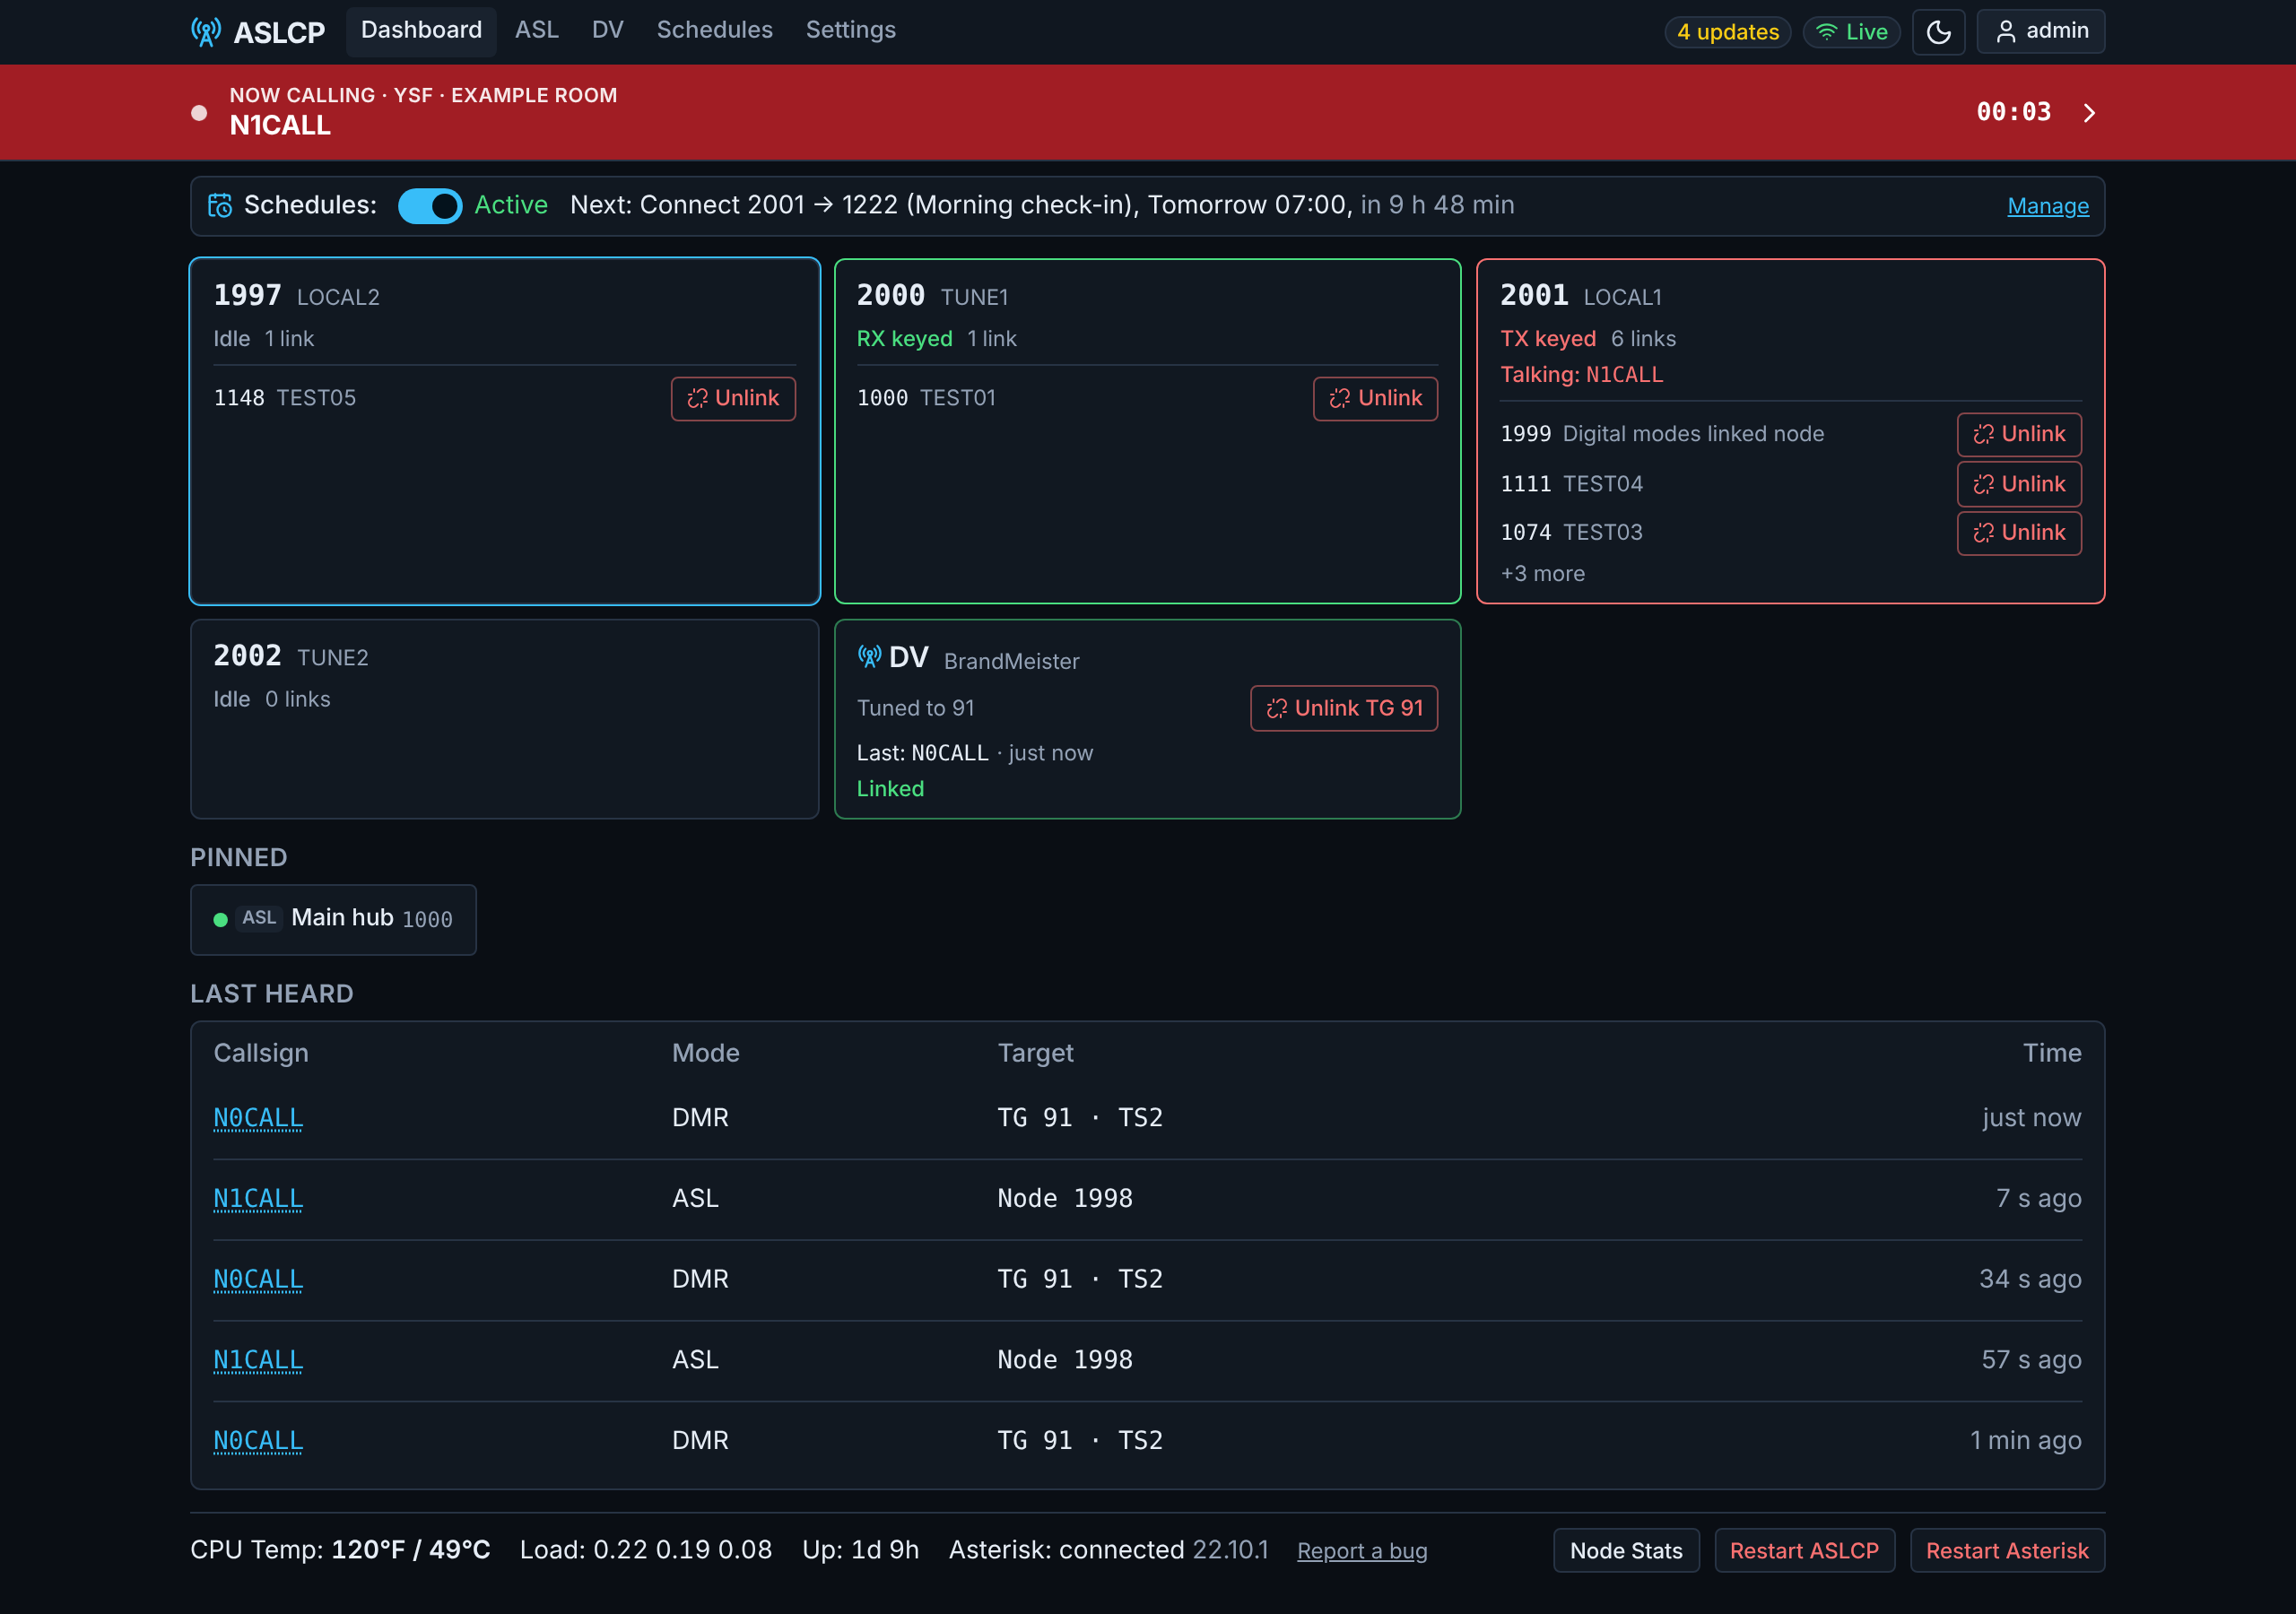 ASLCP Dashboard ASL DV Schedules Settings 4 updates Live admin
NOW CALLING · YSF · EXAMPLE ROOM
N1CALL
00:03
Schedules: Active Next: Connect 2001 → 1222 (Morning check-in), Tomorrow 07:00, in 9 h 48 min Manage
1997 LOCAL2
Idle 1 link
1148 TEST05 Unlink
2000 TUNE1
RX keyed 1 link
1000 TEST01 Unlink
2001 LOCAL1
TX keyed 6 links
Talking: N1CALL
1999 Digital modes linked node Unlink
1111 TEST04 Unlink
1074 TEST03 Unlink
+3 more
2002 TUNE2
Idle 0 links
DV BrandMeister
Tuned to 91 Unlink TG 91
Last: N0CALL · just now
Linked
PINNED
ASL Main hub 1000
LAST HEARD
Callsign Mode Target Time
N0CALL DMR TG 91 · TS2 just now
N1CALL ASL Node 1998 7 s ago
N0CALL DMR TG 91 · TS2 34 s ago
N1CALL ASL Node 1998 57 s ago
N0CALL DMR TG 91 · TS2 1 min ago
CPU Temp: 120°F / 49°C Load: 0.22 0.19 0.08 Up: 1d 9h Asterisk: connected 22.10.1 Report a bug Node Stats Restart ASLCP Restart Asterisk